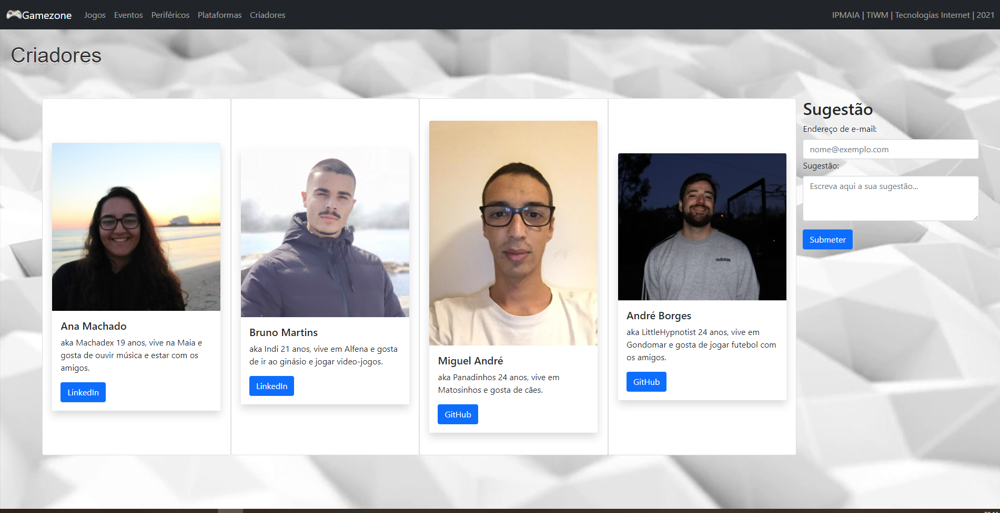 Gamezone Jogos Eventos Periféricos Plataformas Criadores IPMAIA | TIWM | Tecnologias Internet | 2021
Criadores
Ana Machado
aka Machadex 19 anos, vive na Maia e
gosta de ouvir música e estar com os
amigos.
LinkedIn
Bruno Martins
aka Indi 21 anos, vive em Alfena e gosta
de ir ao ginásio e jogar video-jogos.
LinkedIn
Miguel André
aka Panadinhos 24 anos, vive em
Matosinhos e gosta de cães.
GitHub
adidas
André Borges
aka LittleHypnotist 24 anos, vive em
Gondomar e gosta de jogar futebol com
os amigos.
GitHub
Sugestão
Endereço de e-mail:
nome@exemplo.com
Sugestão:
Escreva aqui a sua sugestão...
Submeter